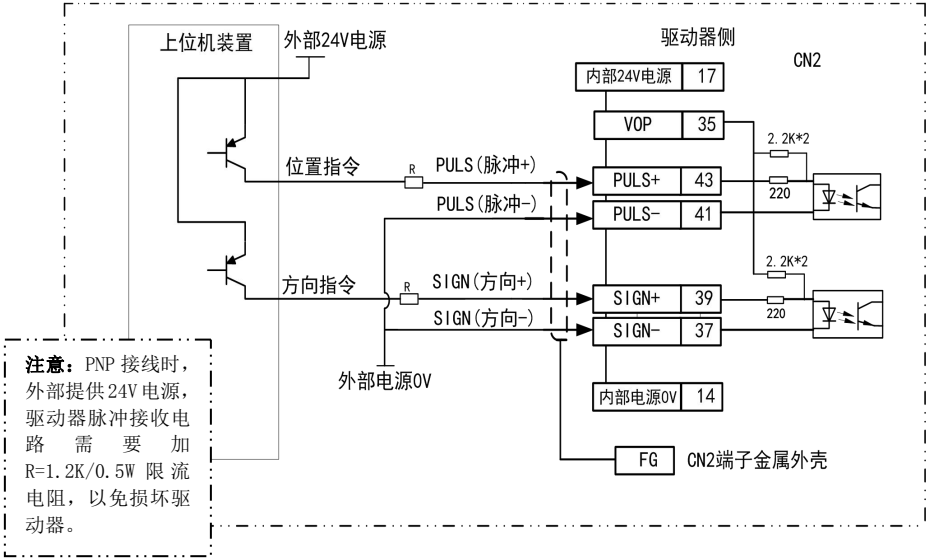 上位机装置
外部24V电源
驱动器侧
CN2
内部24V电源 17
VOP 35
2.2K*2
位置指令
R
PULS(脉冲+)
PULS+ 43
220
PULS(脉冲-)
PULS- 41
2.2K*2
方向指令
R
SIGN(方向+)
SIGN+ 39
220
SIGN(方向-)
SIGN- 37
外部电源0V
内部电源0V 14
FG CN2端子金属外壳
注意：PNP 接线时，
外部提供 24V 电源，
驱动器脉冲接收电
路需要加
R=1.2K/0.5W 限流
电阻，以免损坏驱
动器。